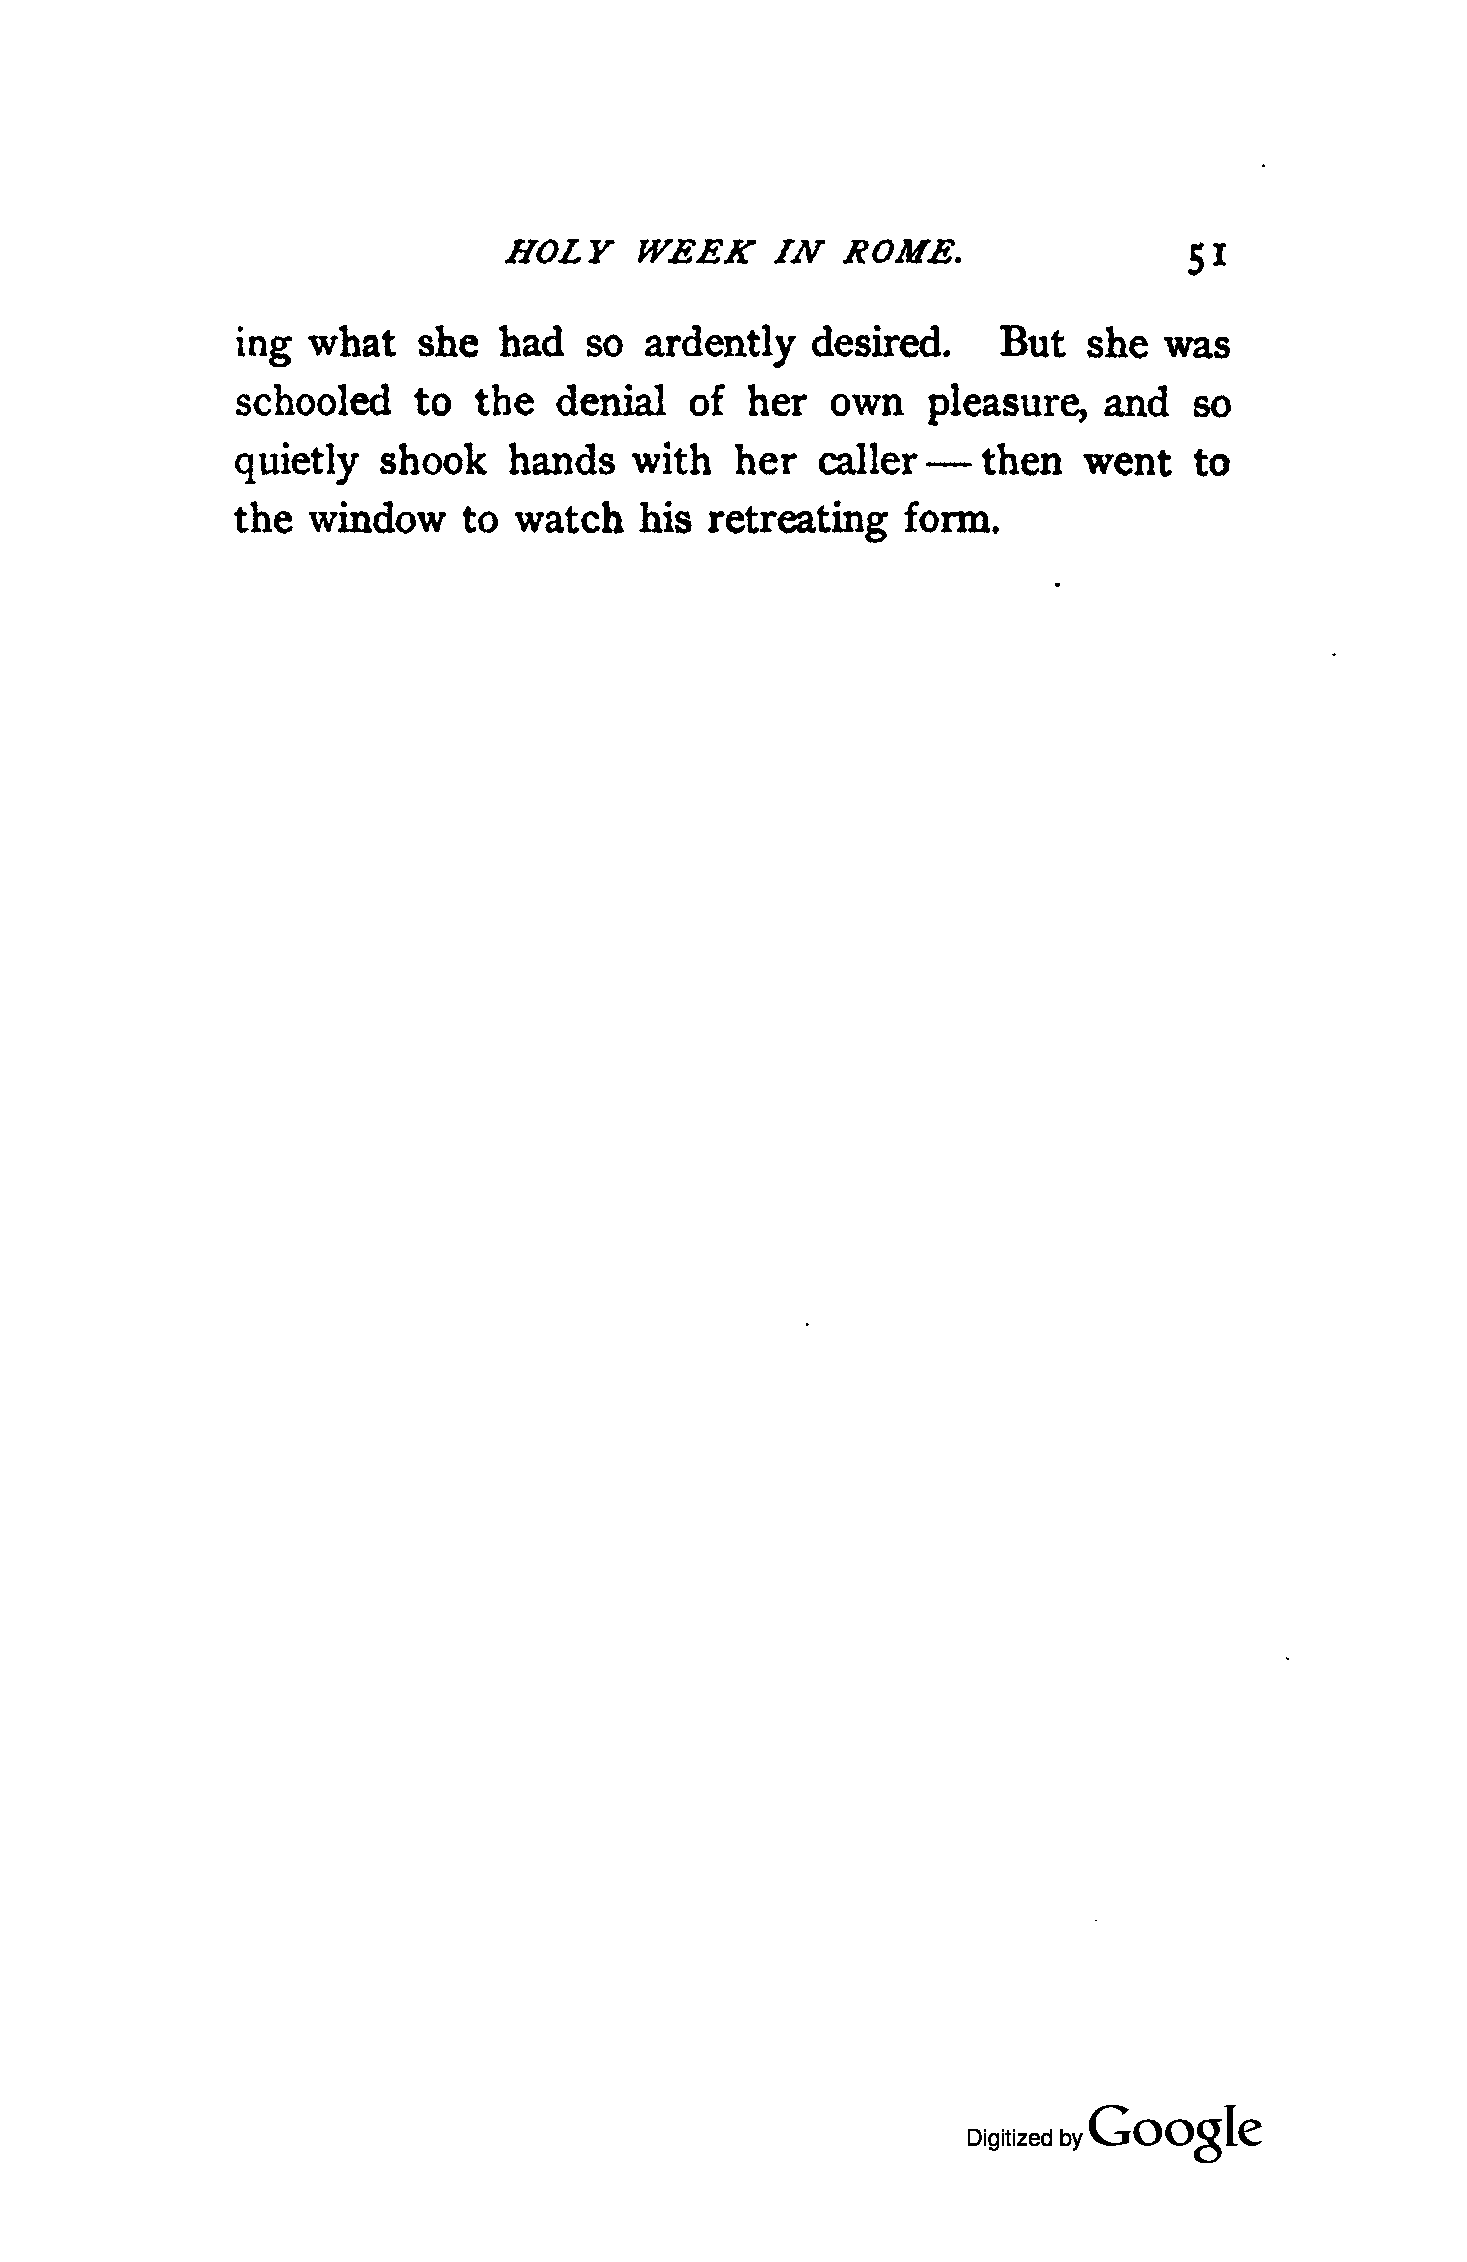 HOLY WEEK IN ROME. 51
ing what she had so ardently desired. But she was
schooled to the denial of her own pleasure, and so
quietly shook hands with her caller — then went to
the window to watch his retreating form.
Digitized by Google